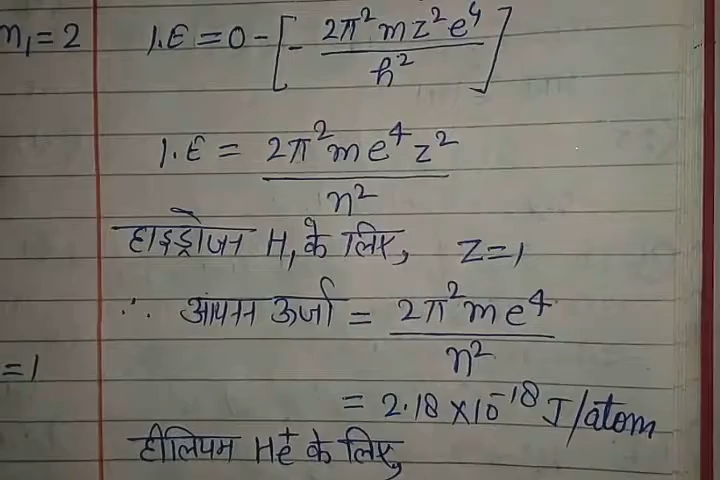 n₁=2 I.E = 0 - [- 2π²mz²e⁴ / h²]
I.E = 2π²me⁴z² / n²
हाइड्रोजन H, के लिए, Z=1
∴ आयनन ऊर्जा = 2π²me⁴ / n²
=1
= 2.18 × 10⁻¹⁸ J/atom
हीलियम He⁺ के लिए,